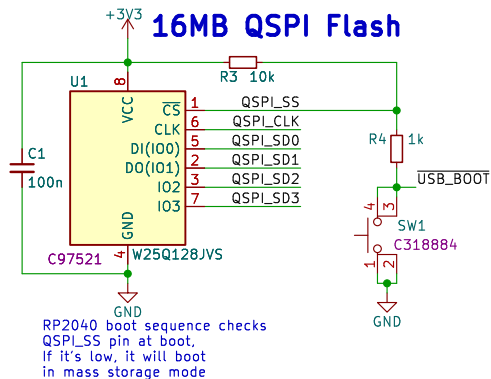 16MB QSPI Flash
+3V3
R3 10k
U1
8
VCC
1 CS QSPI_SS
6 CLK QSPI_CLK
5 DI(IO0) QSPI_SD0
2 DO(IO1) QSPI_SD1
3 IO2 QSPI_SD2
7 IO3 QSPI_SD3
GND
4
C97521
W25Q128JVS
GND
C1
100n
R4 1k
USB_BOOT
4 3
SW1
C318884
1 2
GND
RP2040 boot sequence checks
QSPI_SS pin at boot,
If it's low, it will boot
in mass storage mode